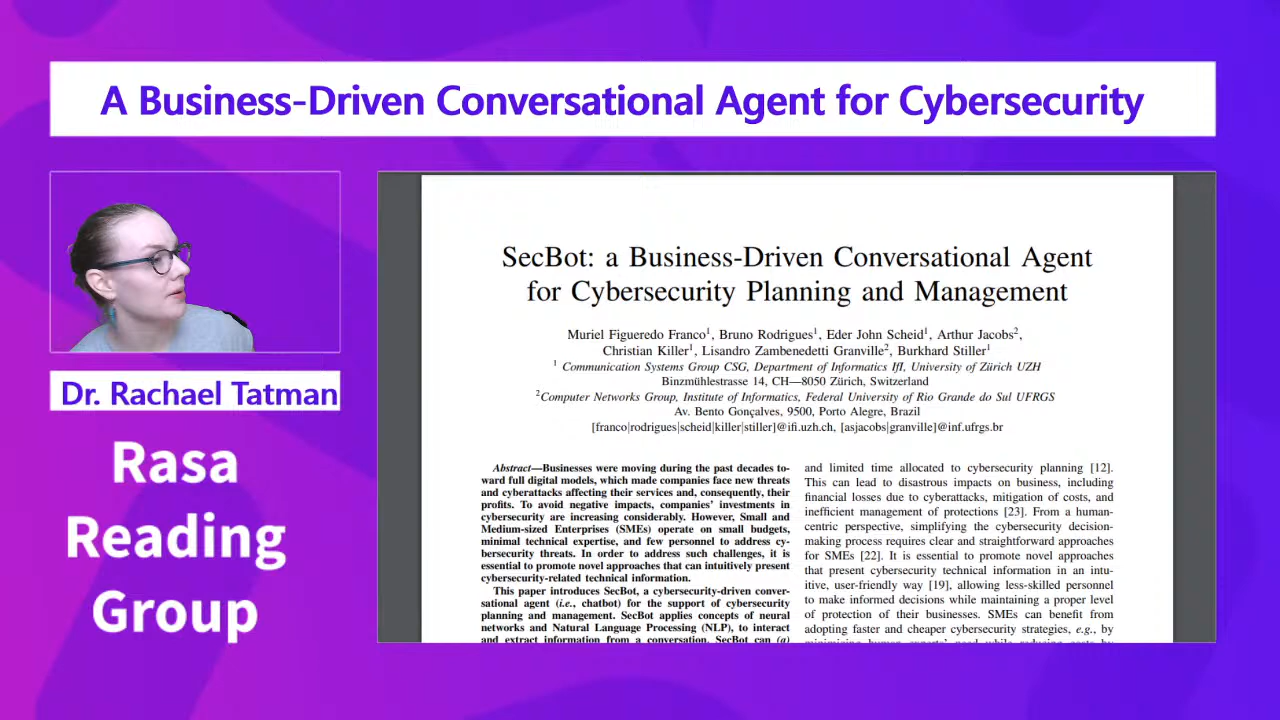 A Business-Driven Conversational Agent for Cybersecurity
Dr. Rachael Tatman
Rasa
Reading
Group
SecBot: a Business-Driven Conversational Agent
for Cybersecurity Planning and Management
Muriel Figueredo Franco¹, Bruno Rodrigues¹, Eder John Scheid¹, Arthur Jacobs²,
Christian Killer¹, Lisandro Zambenedetti Granville², Burkhard Stiller¹
¹ Communication Systems Group CSG, Department of Informatics IfI, University of Zürich UZH
Binzmühlestrasse 14, CH—8050 Zürich, Switzerland
²Computer Networks Group, Institute of Informatics, Federal University of Rio Grande do Sul UFRGS
Av. Bento Gonçalves, 9500, Porto Alegre, Brazil
[franco|rodrigues|scheid|killer|stiller]@ifi.uzh.ch, [asjacobs|granville]@inf.ufrgs.br
Abstract—Businesses were moving during the past decades to-
ward full digital models, which made companies face new threats
and cyberattacks affecting their services and, consequently, their
profits. To avoid negative impacts, companies' investments in
cybersecurity are increasing considerably. However, Small and
Medium-sized Enterprises (SMEs) operate on small budgets,
minimal technical expertise, and few personnel to address cy-
bersecurity threats. In order to address such challenges, it is
essential to promote novel approaches that can intuitively present
cybersecurity-related technical information.
This paper introduces SecBot, a cybersecurity-driven conver-
sational agent (i.e., chatbot) for the support of cybersecurity
planning and management. SecBot applies concepts of neural
networks and Natural Language Processing (NLP), to interact
and extract information from a conversation. SecBot can (a)
and limited time allocated to cybersecurity planning [12].
This can lead to disastrous impacts on business, including
financial losses due to cyberattacks, mitigation of costs, and
inefficient management of protections [23]. From a human-
centric perspective, simplifying the cybersecurity decision-
making process requires clear and straightforward approaches
for SMEs [22]. It is essential to promote novel approaches
that present cybersecurity technical information in an intu-
itive, user-friendly way [19], allowing less-skilled personnel
to make informed decisions while maintaining a proper level
of protection of their businesses. SMEs can benefit from
adopting faster and cheaper cybersecurity strategies, e.g., by